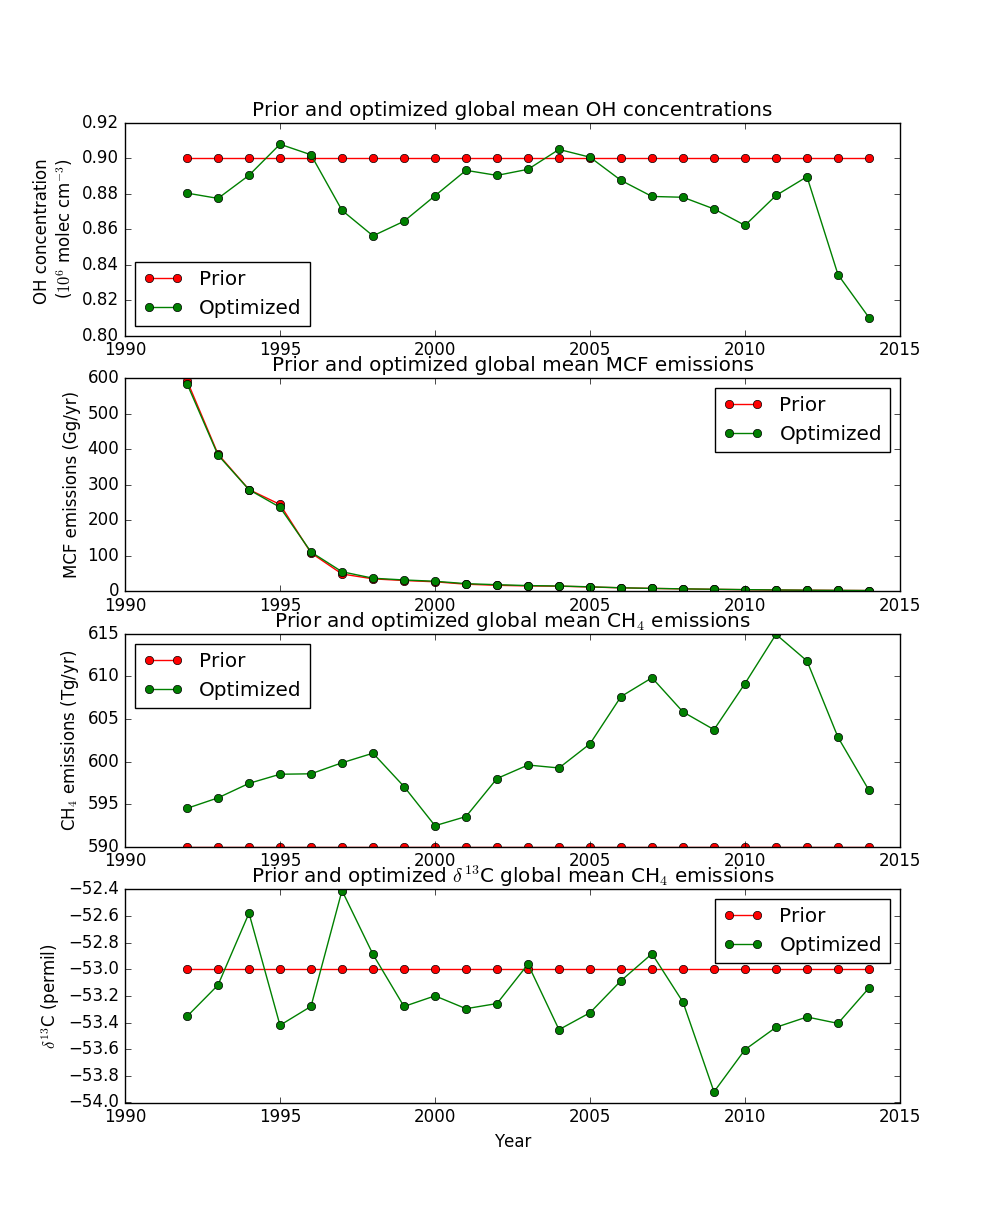 Prior and optimized global mean OH concentrations
OH concentration
(10⁶ molec cm⁻³)
0.92
0.90
0.88
0.86
0.84
0.82
0.80
Prior
Optimized
1990 1995 2000 2005 2010 2015
Prior and optimized global mean MCF emissions
MCF emissions (Gg/yr)
600
500
400
300
200
100
0
Prior
Optimized
1990 1995 2000 2005 2010 2015
Prior and optimized global mean CH₄ emissions
CH₄ emissions (Tg/yr)
615
610
605
600
595
590
Prior
Optimized
1990 1995 2000 2005 2010 2015
Prior and optimized δ¹³C global mean CH₄ emissions
δ¹³C (permil)
−52.4
−52.6
−52.8
−53.0
−53.2
−53.4
−53.6
−53.8
−54.0
Prior
Optimized
1990 1995 2000 2005 2010 2015
Year